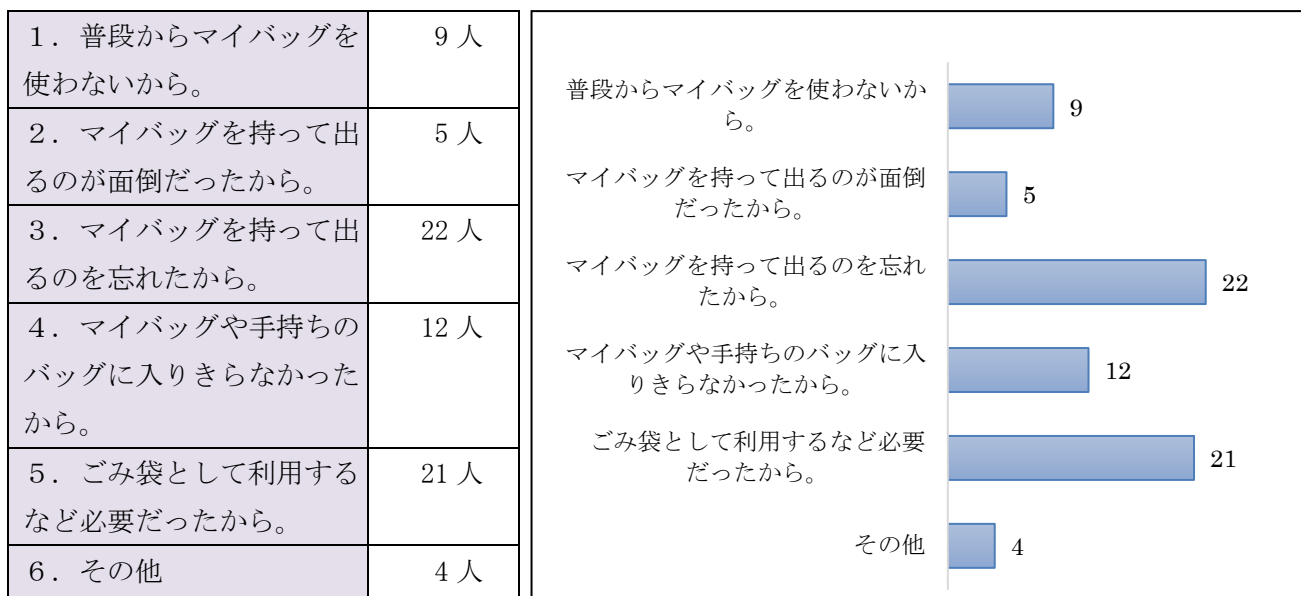 1．普段からマイバッグを
使わないから。
9人
2．マイバッグを持って出
るのが面倒だったから。
5人
3．マイバッグを持って出
るのを忘れたから。
22人
4．マイバッグや手持ちの
バッグに入りきらなかった
から。
12人
5．ごみ袋として利用する
など必要だったから。
21人
6．その他
4人
普段からマイバッグを使わないか
ら。
9
マイバッグを持って出るのが面倒
だったから。
5
マイバッグを持って出るのを忘れ
たから。
22
マイバッグや手持ちのバッグに入
りきらなかったから。
12
ごみ袋として利用するなど必要
だったから。
21
その他
4